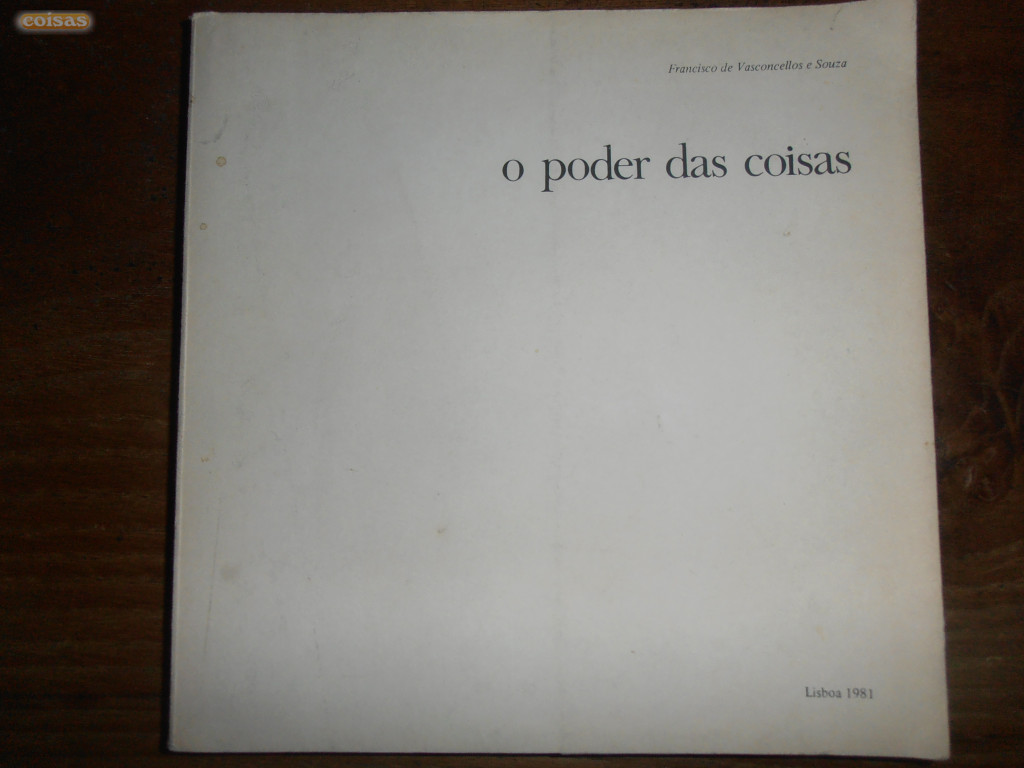 coisas
Francisco de Vasconcellos e Souza
o poder das coisas
Lisboa 1981